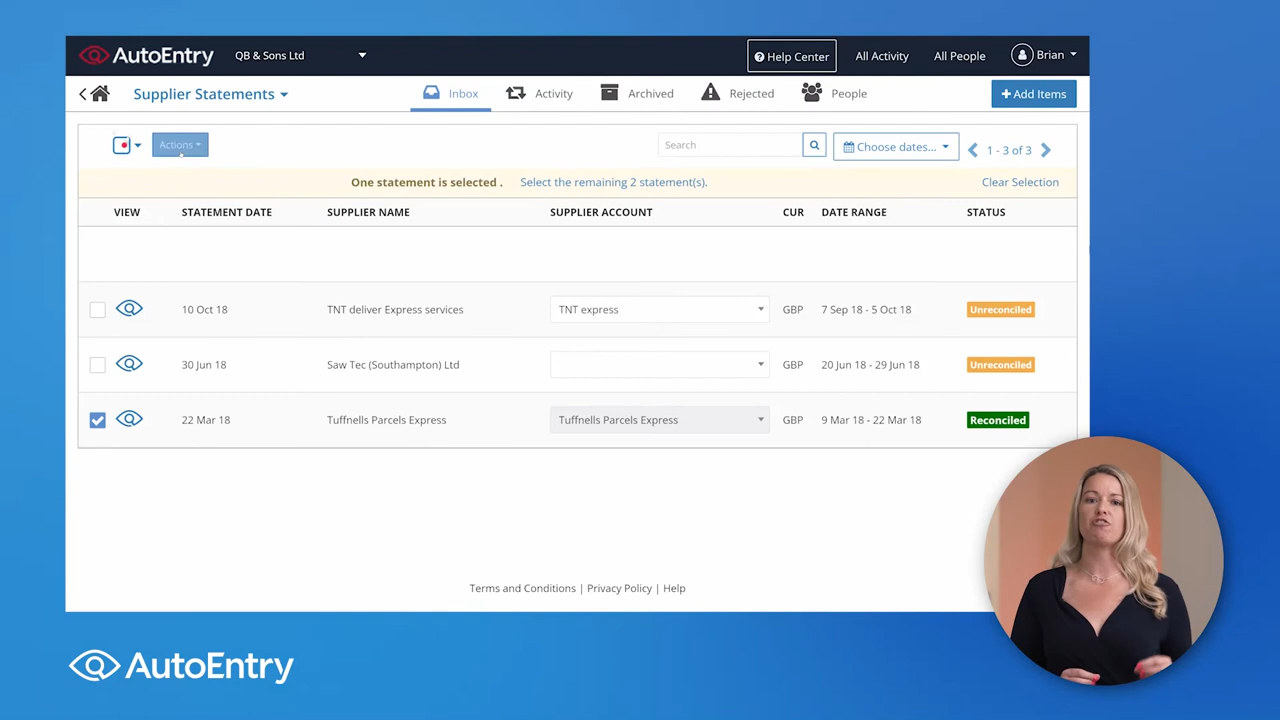 AutoEntry QB & Sons Ltd Help Center All Activity All People Brian
Supplier Statements Inbox Activity Archived Rejected People Add Items
Actions Search Choose dates... 1 - 3 of 3
One statement is selected . Select the remaining 2 statement(s). Clear Selection
VIEW STATEMENT DATE SUPPLIER NAME SUPPLIER ACCOUNT CUR DATE RANGE STATUS
10 Oct 18 TNT deliver Express services TNT express GBP 7 Sep 18 - 5 Oct 18 Unreconciled
30 Jun 18 Saw Tec (Southampton) Ltd GBP 20 Jun 18 - 29 Jun 18 Unreconciled
22 Mar 18 Tuffnells Parcels Express Tuffnells Parcels Express GBP 9 Mar 18 - 22 Mar 18 Reconciled
Terms and Conditions | Privacy Policy | Help
AutoEntry